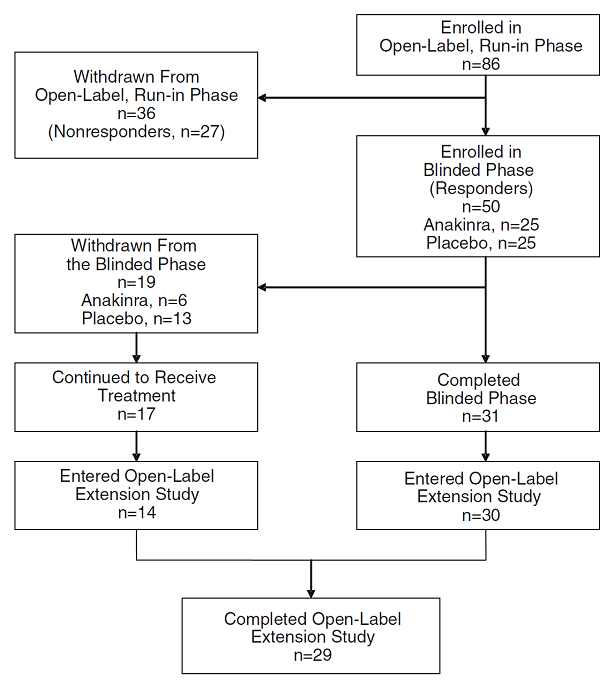 Enrolled in
Open-Label, Run-in Phase
n=86
Withdrawn From
Open-Label, Run-in Phase
n=36
(Nonresponders, n=27)
Enrolled in
Blinded Phase
(Responders)
n=50
Anakinra, n=25
Placebo, n=25
Withdrawn From
the Blinded Phase
n=19
Anakinra, n=6
Placebo, n=13
Continued to Receive
Treatment
n=17
Completed
Blinded Phase
n=31
Entered Open-Label
Extension Study
n=14
Entered Open-Label
Extension Study
n=30
Completed Open-Label
Extension Study
n=29